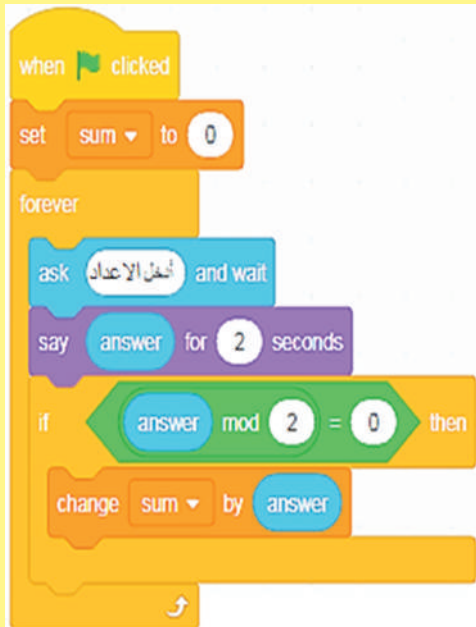 when clicked
set sum to 0
forever
ask أدخل الاعداد and wait
say answer for 2 seconds
if answer mod 2 = 0 then
change sum by answer